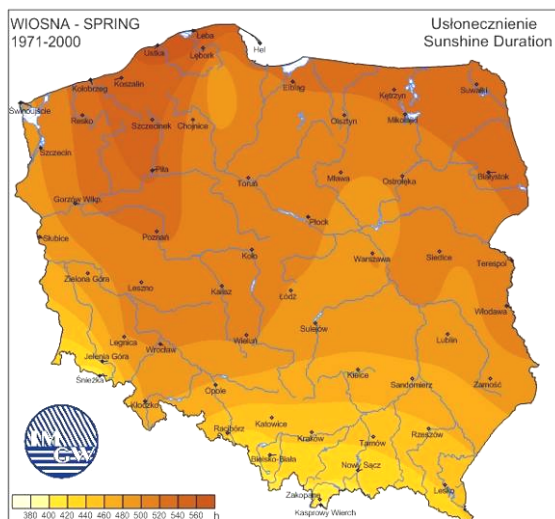 WIOSNA - SPRING
1971-2000
Usłonecznienie
Sunshine Duration
Łeba
Hel
Ustka
Lębork
Kołobrzeg
Koszalin
Elbląg
Kętrzyn
Suwałki
Świnoujście
Resko
Szczecinek
Chojnice
Olsztyn
Mikołajki
Szczecin
Piła
Toruń
Mława
Ostrołęka
Białystok
Gorzów Wlkp.
Płock
Słubice
Poznań
Koło
Warszawa
Siedlce
Terespol
Zielona Góra
Leszno
Kalisz
Łódź
Włodawa
Sulejów
Legnica
Wrocław
Wieluń
Lublin
Jelenia Góra
Śnieżka
Kielce
Sandomierz
Zamość
Kłodzko
Opole
Katowice
Racibórz
Kraków
Tarnów
Rzeszów
Bielsko-Biała
Nowy Sącz
Zakopane
Lesko
Kasprowy Wierch
IM
GW
380 400 420 440 460 480 500 520 540 560 h